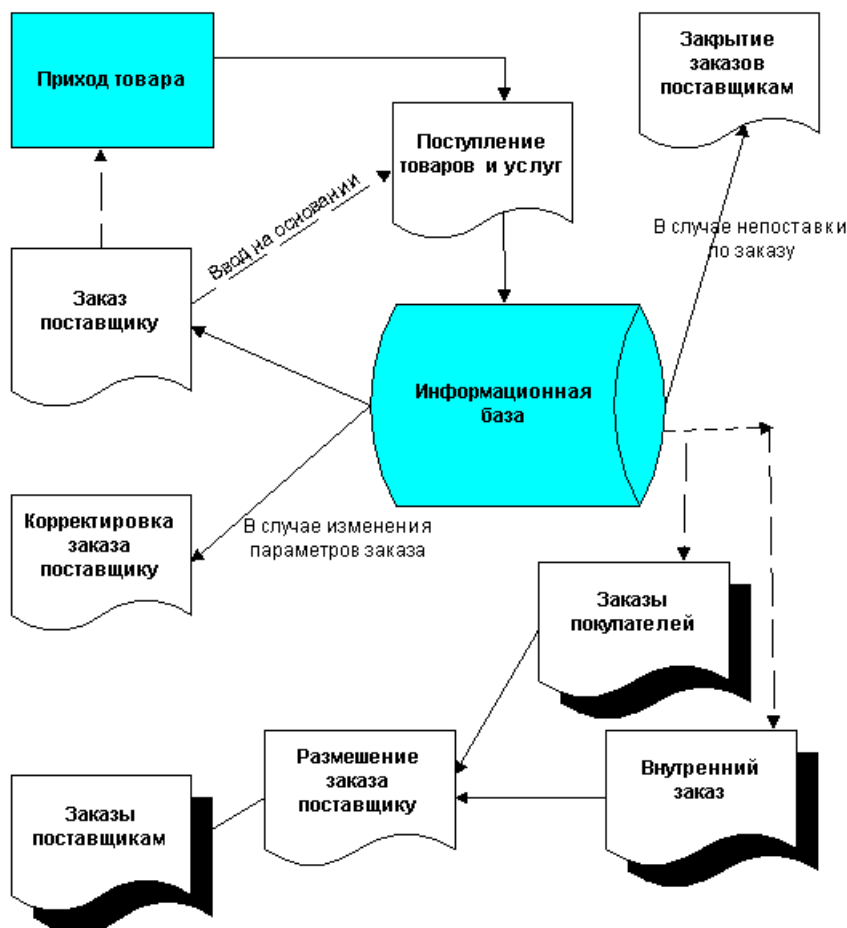 Приход товара
Закрытие
заказов
поставщикам
Поступление
товаров и услуг
Ввод на основании
В случае непоставки
по заказу
Заказ
поставщику
Информационная
база
Корректировка
заказа
поставщику
В случае изменения
параметров заказа
Заказы
покупателей
Размешение
заказа
поставщику
Внутренний
заказ
Заказы
поставщикам